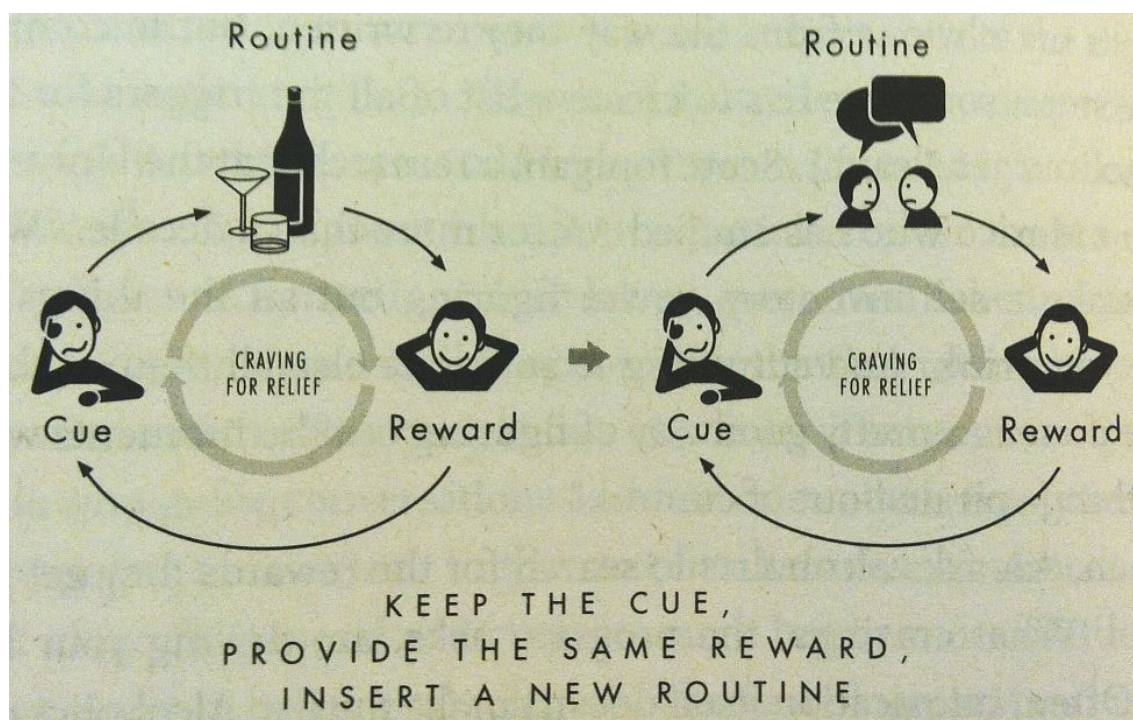 Routine
CRAVING
FOR RELIEF
Cue
Reward
Routine
CRAVING
FOR RELIEF
Cue
Reward
KEEP THE CUE,
PROVIDE THE SAME REWARD,
INSERT A NEW ROUTINE